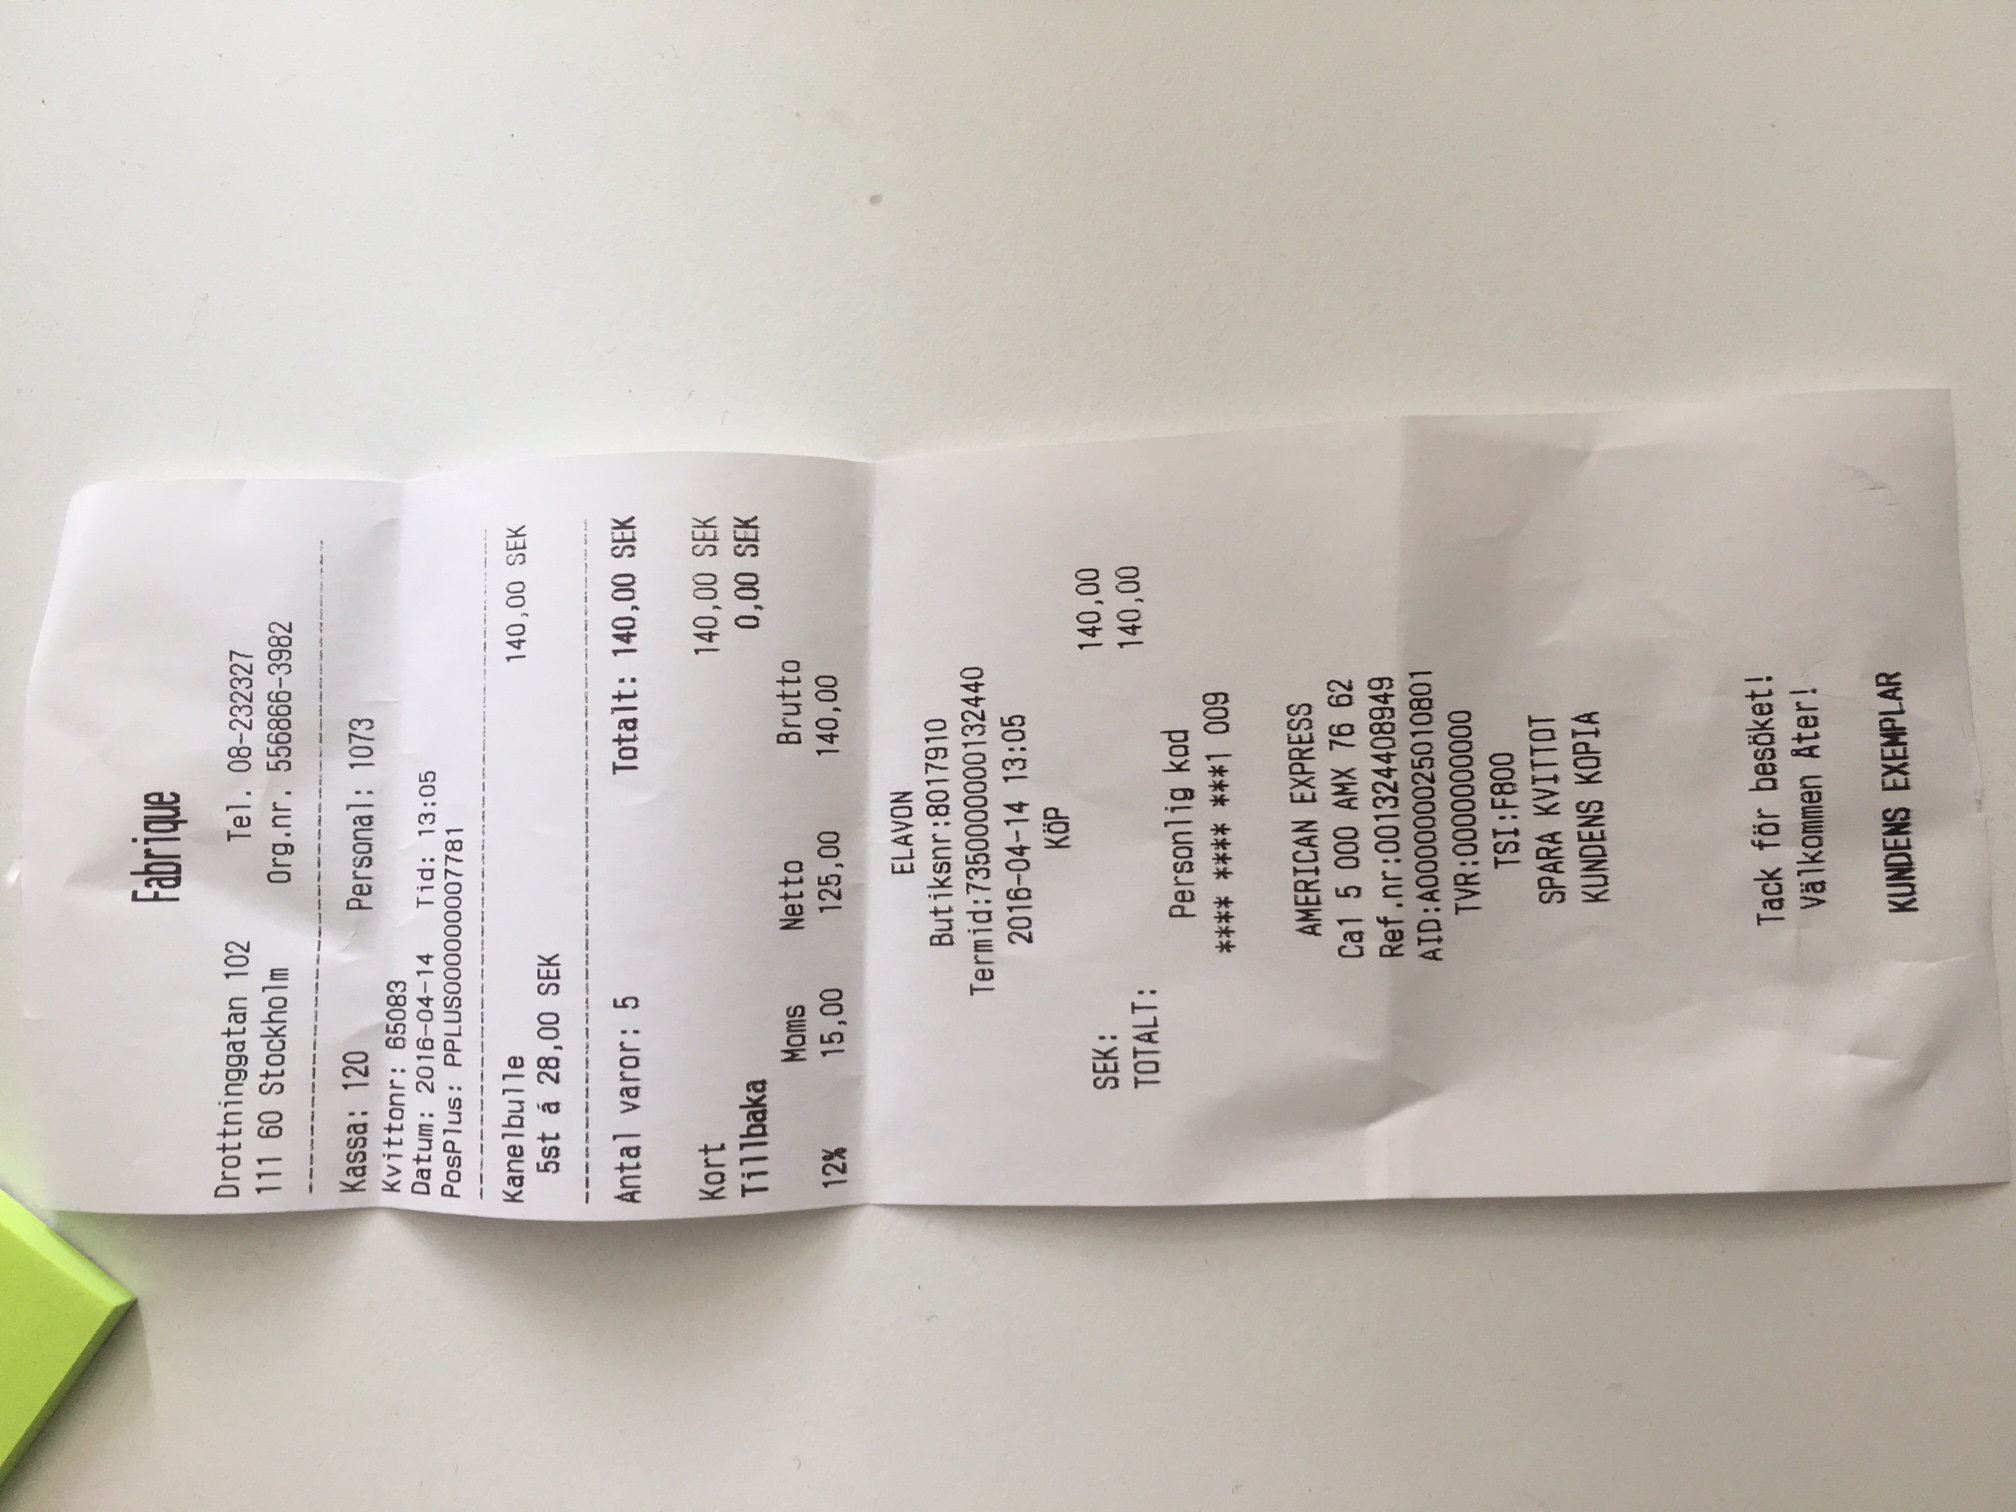 Fabrique
Drottninggatan 102 Tel. 08-232327
111 60 Stockholm Org.nr. 556866-3982
Kassa: 120 Personal: 1073
Kvittonr: 65083
Datum: 2016-04-14 Tid: 13:05
PosPlus: PPLUS000000007781
Kanelbulle 140,00 SEK
5st á 28,00 SEK
Antal varor: 5 Totalt: 140,00 SEK
Kort 140,00 SEK
Tillbaka 0,00 SEK
Moms Netto Brutto
12% 15,00 125,00 140,00
ELAVON
Butiksnr:8017910
Termid:7350000000132440
2016-04-14 13:05
KÖP
SEK: 140,00
TOTALT: 140,00
Personlig kod
**** **** ***1 009
AMERICAN EXPRESS
Ca1 5 000 AMX 76 62
Ref.nr:001324408949
AID:A000000025010801
TVR:0000000000
TSI:F800
SPARA KVITTOT
KUNDENS KOPIA
Tack för besöket!
Välkommen Åter!
KUNDENS EXEMPLAR